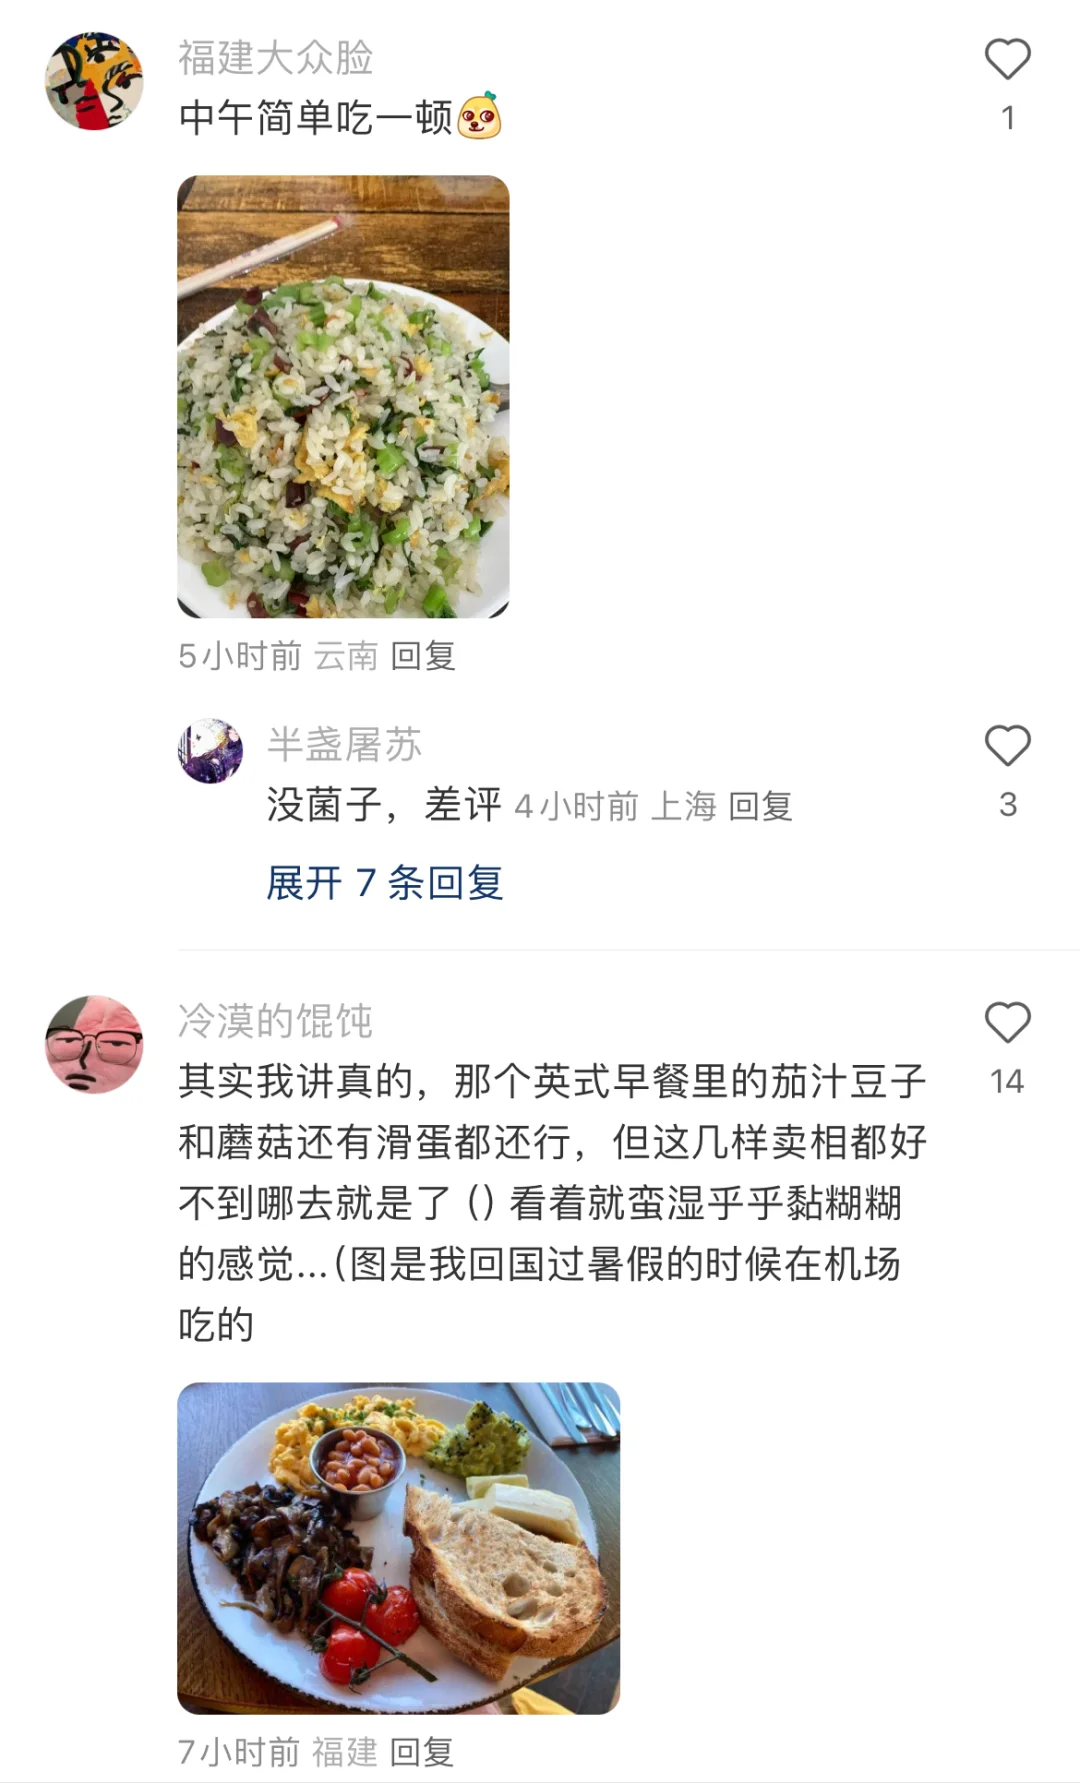 福建大众脸
中午简单吃一顿
1
5小时前 云南 回复
半盏屠苏
没菌子，差评 4小时前 上海 回复
3
展开 7 条回复
冷漠的馄饨
其实我讲真的，那个英式早餐里的茄汁豆子
14
和蘑菇还有滑蛋都还行，但这几样卖相都好
不到哪去就是了 () 看着就蛮湿乎乎黏糊糊
的感觉...(图是我回国过暑假的时候在机场
吃的
7小时前 福建 回复